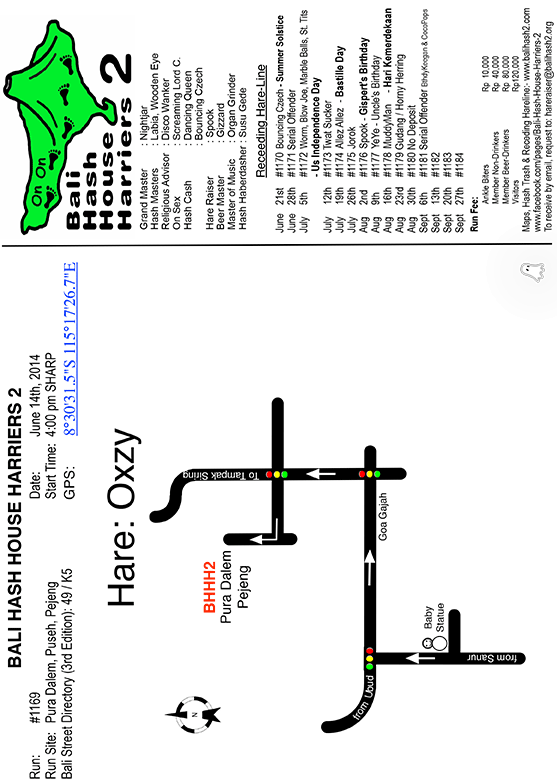 BALI HASH HOUSE HARRIERS 2
Run: #1169
Date: June 14th, 2014
Run Site: Pura Dalem, Puseh, Pejeng
Start Time: 4:00 pm SHARP
Bali Street Directory (3rd Edition): 49 / K5
GPS: 8°30'31.5"S 115°17'26.7"E
Hare: Oxzy
N
BHHH2
Pura Dalem
Pejeng
To Tampak Siring
Goa Gajah
from Ubud
Baby
Statue
from Sanur
On On
Bali
Hash
House
Harriers 2
Grand Master : Nightjar
Hash Masters : Labia, Wooden Eye
Religious Advisor : Disco Wanker
On Sex : Screaming Lord C.
Hash Cash : Dancing Queen
: Bouncing Czech
Hare Raiser : Spook
Beer Master : Gizzard
Master of Music : Organ Grinder
Hash Haberdasher : Susu Gede
Receeding Hare-Line
June 21st #1170 Bouncing Czech - Summer Solstice
June 28th #1171 Serial Offender
July 5th #1172 Worm, Blow Joe, Marble Balls, St. Tits
- Us Independence Day
July 12th #1173 Twat Sucker
July 19th #1174 Allez Allez - Bastille Day
July 26th #1175 Jorok
Aug 2nd #1176 Spook - Gispert's Birthday
Aug 9th #1177 YeYe - Unole's Birthday
Aug 16th #1178 MuddyMan - Hari Kemerdekaan
Aug 23rd #1179 Gudang / Horny Herring
Aug 30th #1180 No Deposit
Sept 6th #1181 Serial Offender BhdyKeogan & CocoPops
Sept 13th #1182
Sept 20th #1183
Sept 27th #1184
Run Fee:
Ankle Biters Rp 10,000
Member Non-Drinkers Rp 40,000
Member Beer-Drinkers Rp 80,000
Visitors Rp120,000
Maps, Hash Trash & Recoding Hareline:- www.balihash2.com
www.facebook.com/pages/Bali-Hash-House-Harriers-2
To receive by email, request to: hareraiser@balihash2.org